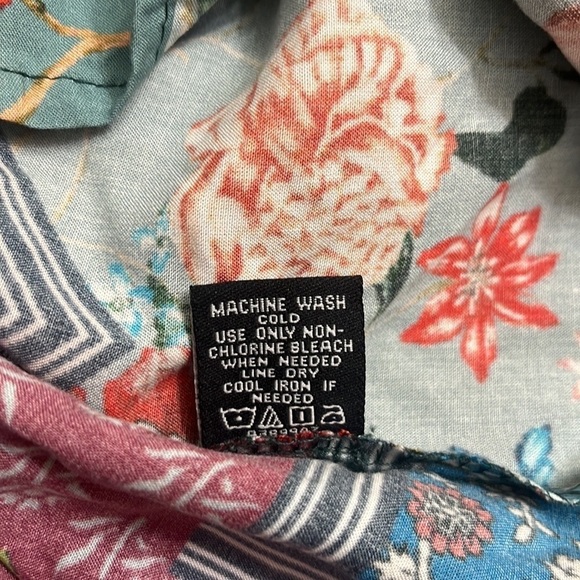 MACHINE WASH
COLD
USE ONLY NON-
CHLORINE BLEACH
WHEN NEEDED
LINE DRY
COOL IRON IF
NEEDED